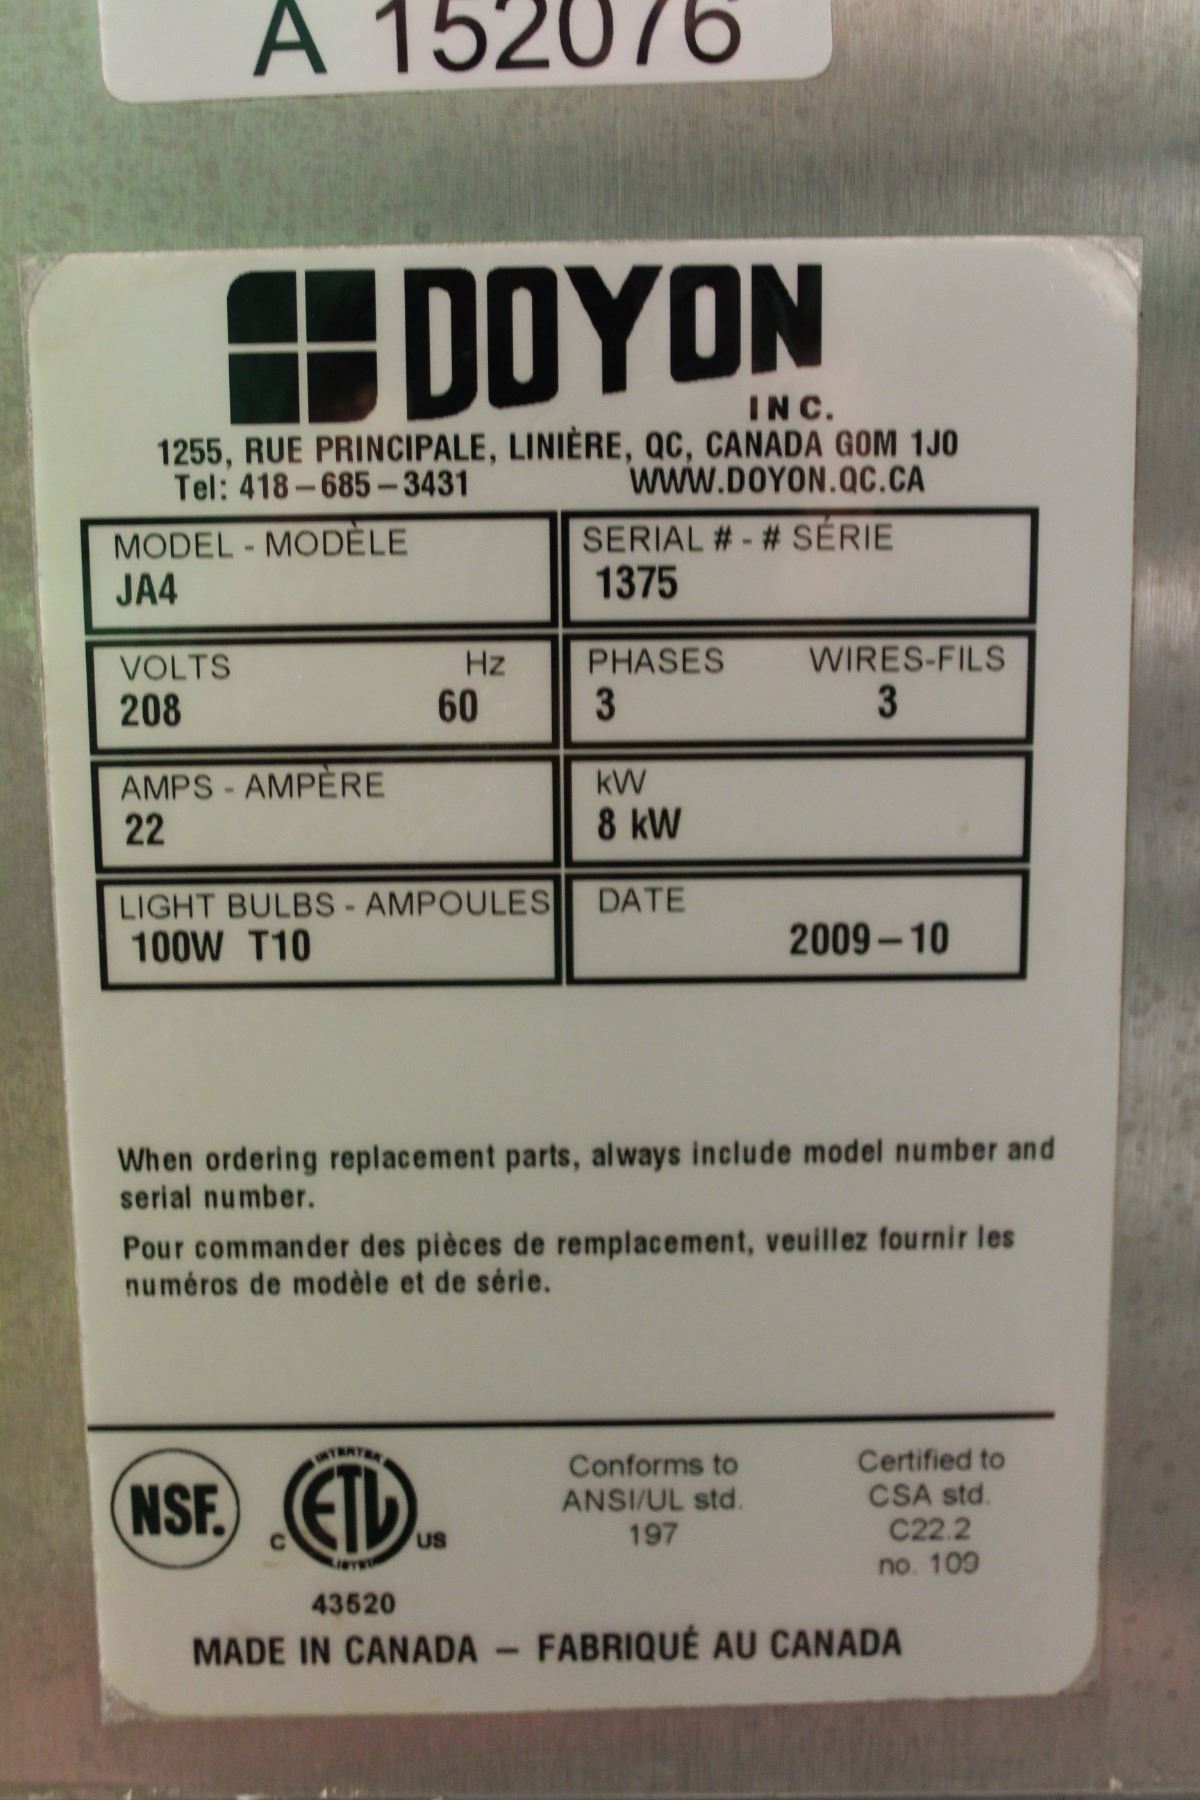 A 152076
DOYON
INC.
1255, RUE PRINCIPALE, LINIÈRE, QC, CANADA G0M 1J0
Tel: 418-685-3431 WWW.DOYON.QC.CA
MODEL - MODÈLE SERIAL # - # SÉRIE
JA4 1375
VOLTS Hz PHASES WIRES-FILS
208 60 3 3
AMPS - AMPÈRE kW
22 8 kW
LIGHT BULBS - AMPOULES DATE
100W T10 2009-10
When ordering replacement parts, always include model number and
serial number.
Pour commander des pièces de remplacement, veuillez fournir les
numéros de modèle et de série.
NSF.
INTERTEK
C ETL US
LISTED
43520
Conforms to
ANSI/UL std.
197
Certified to
CSA std.
C22.2
no. 109
MADE IN CANADA – FABRIQUÉ AU CANADA